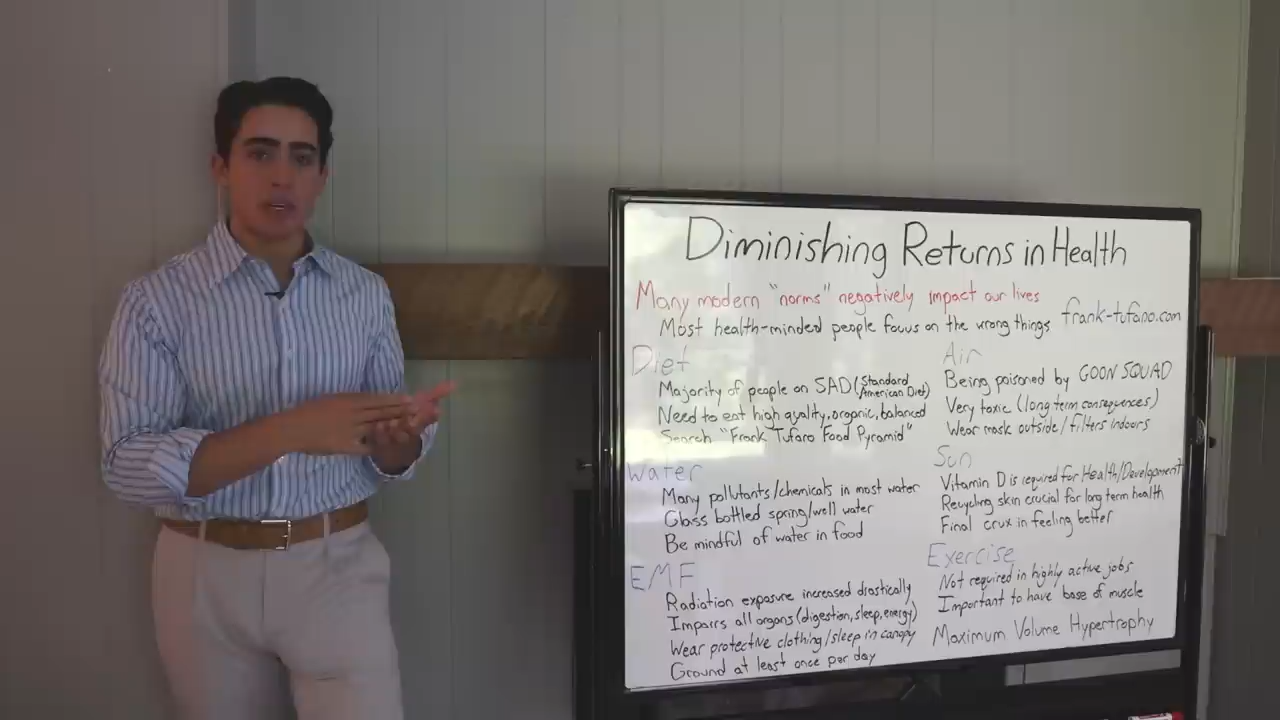 Diminishing Returns in Health
Many modern "norms" negatively impact our lives
Most health-minded people focus on the wrong things
frank-tufano.com
Diet
Majority of people on SAD (Standard American Diet)
Need to eat high quality, organic, balanced
Search "Frank Tufano Food Pyramid"
Water
Many pollutants/chemicals in most water
Glass bottled spring/well water
Be mindful of water in food
EMF
Radiation exposure increased drastically
Impairs all organs (digestion, sleep, energy)
Wear protective clothing/sleep in canopy
Ground at least once per day
Air
Being poisoned by GOON SQUAD
Very toxic (long term consequences)
Wear mask outside/filters indoors
Sun
Vitamin D is required for Health/Development
Recycling skin crucial for long term health
Final crux in feeling better
Exercise
Not required in highly active jobs
Important to have base of muscle
Maximum Volume Hypertrophy